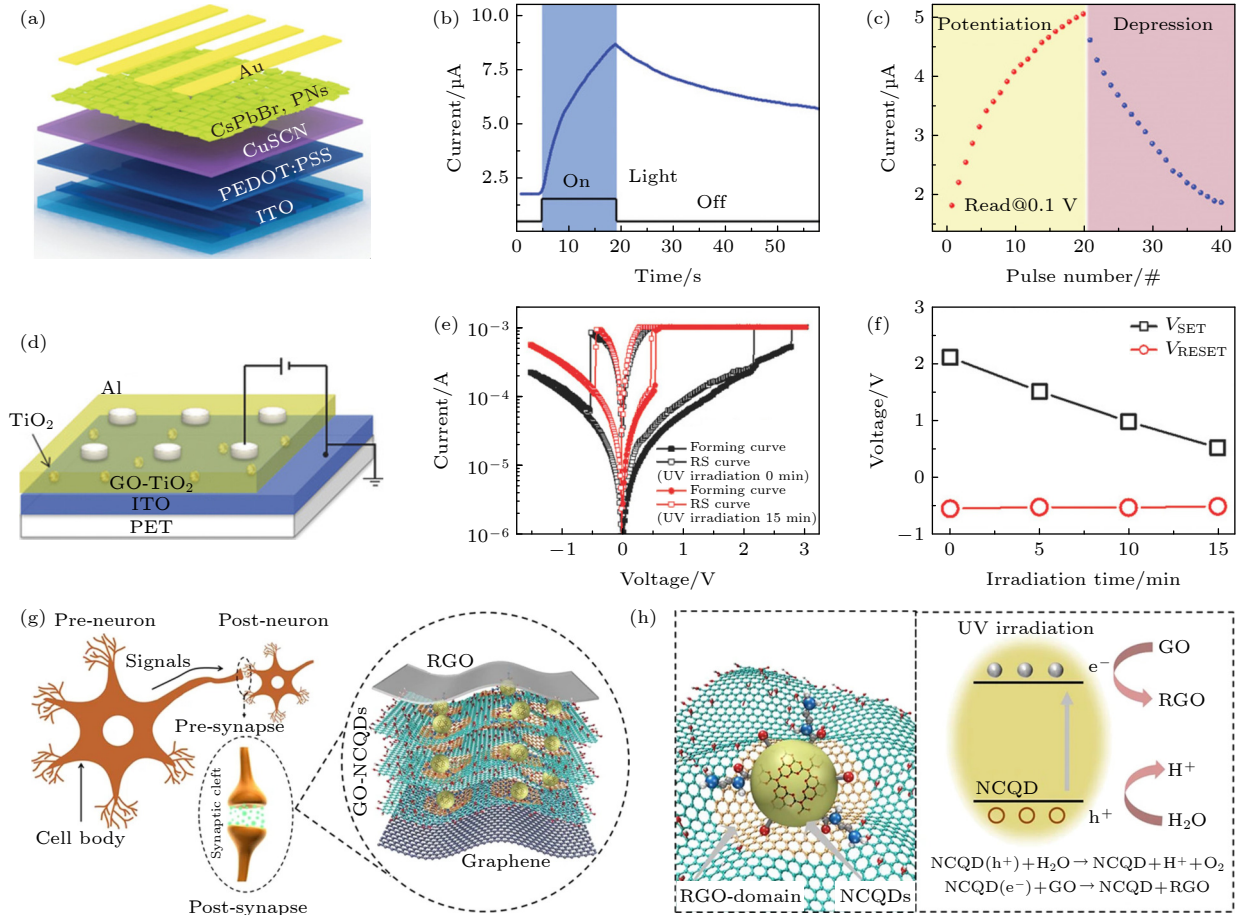 (a)
Au
CsPbBr, PNs
CuSCN
PEDOT:PSS
ITO
(b)
Current/μA
10.0
7.5
5.0
2.5
On
Light
Off
0
10
20
30
40
50
Time/s
(c)
Current/μA
5
4
3
2
Potentiation
Depression
Read@0.1 V
0
10
20
30
40
Pulse number/#
(d)
Al
TiO₂
GO-TiO₂
ITO
PET
(e)
Current/A
10⁻³
10⁻⁴
10⁻⁵
10⁻⁶
Forming curve
RS curve
(UV irradiation 0 min)
Forming curve
RS curve
(UV irradiation 15 min)
−1
0
1
2
3
Voltage/V
(f)
Voltage/V
3
2
1
0
−1
V_SET
V_RESET
0
5
10
15
Irradiation time/min
(g)
Pre-neuron
Post-neuron
Signals
Pre-synapse
Synaptic cleft
Cell body
Post-synapse
RGO
GO-NCQDs
Graphene
(h)
RGO-domain
NCQDs
UV irradiation
e⁻
GO
RGO
NCQD
h⁺
H⁺
H₂O
NCQD(h⁺)+H₂O→NCQD+H⁺+O₂
NCQD(e⁻)+GO→NCQD+RGO